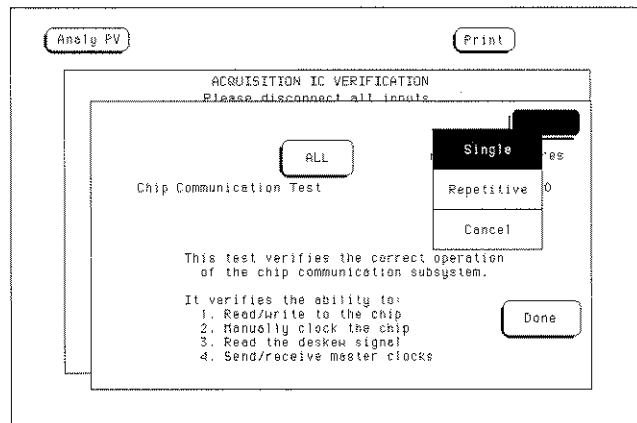 Analy PV
Print
ACQUISITION IC VERIFICATION
Please disconnect all inputs
ALL
Single
Chip Communication Test
Repetitive
0
Cancel
This test verifies the correct operation
of the chip communication subsystem.
It verifies the ability to:
1. Read/write to the chip
2. Manually clock the chip
3. Read the deskew signal
4. Send/receive master clocks
Done